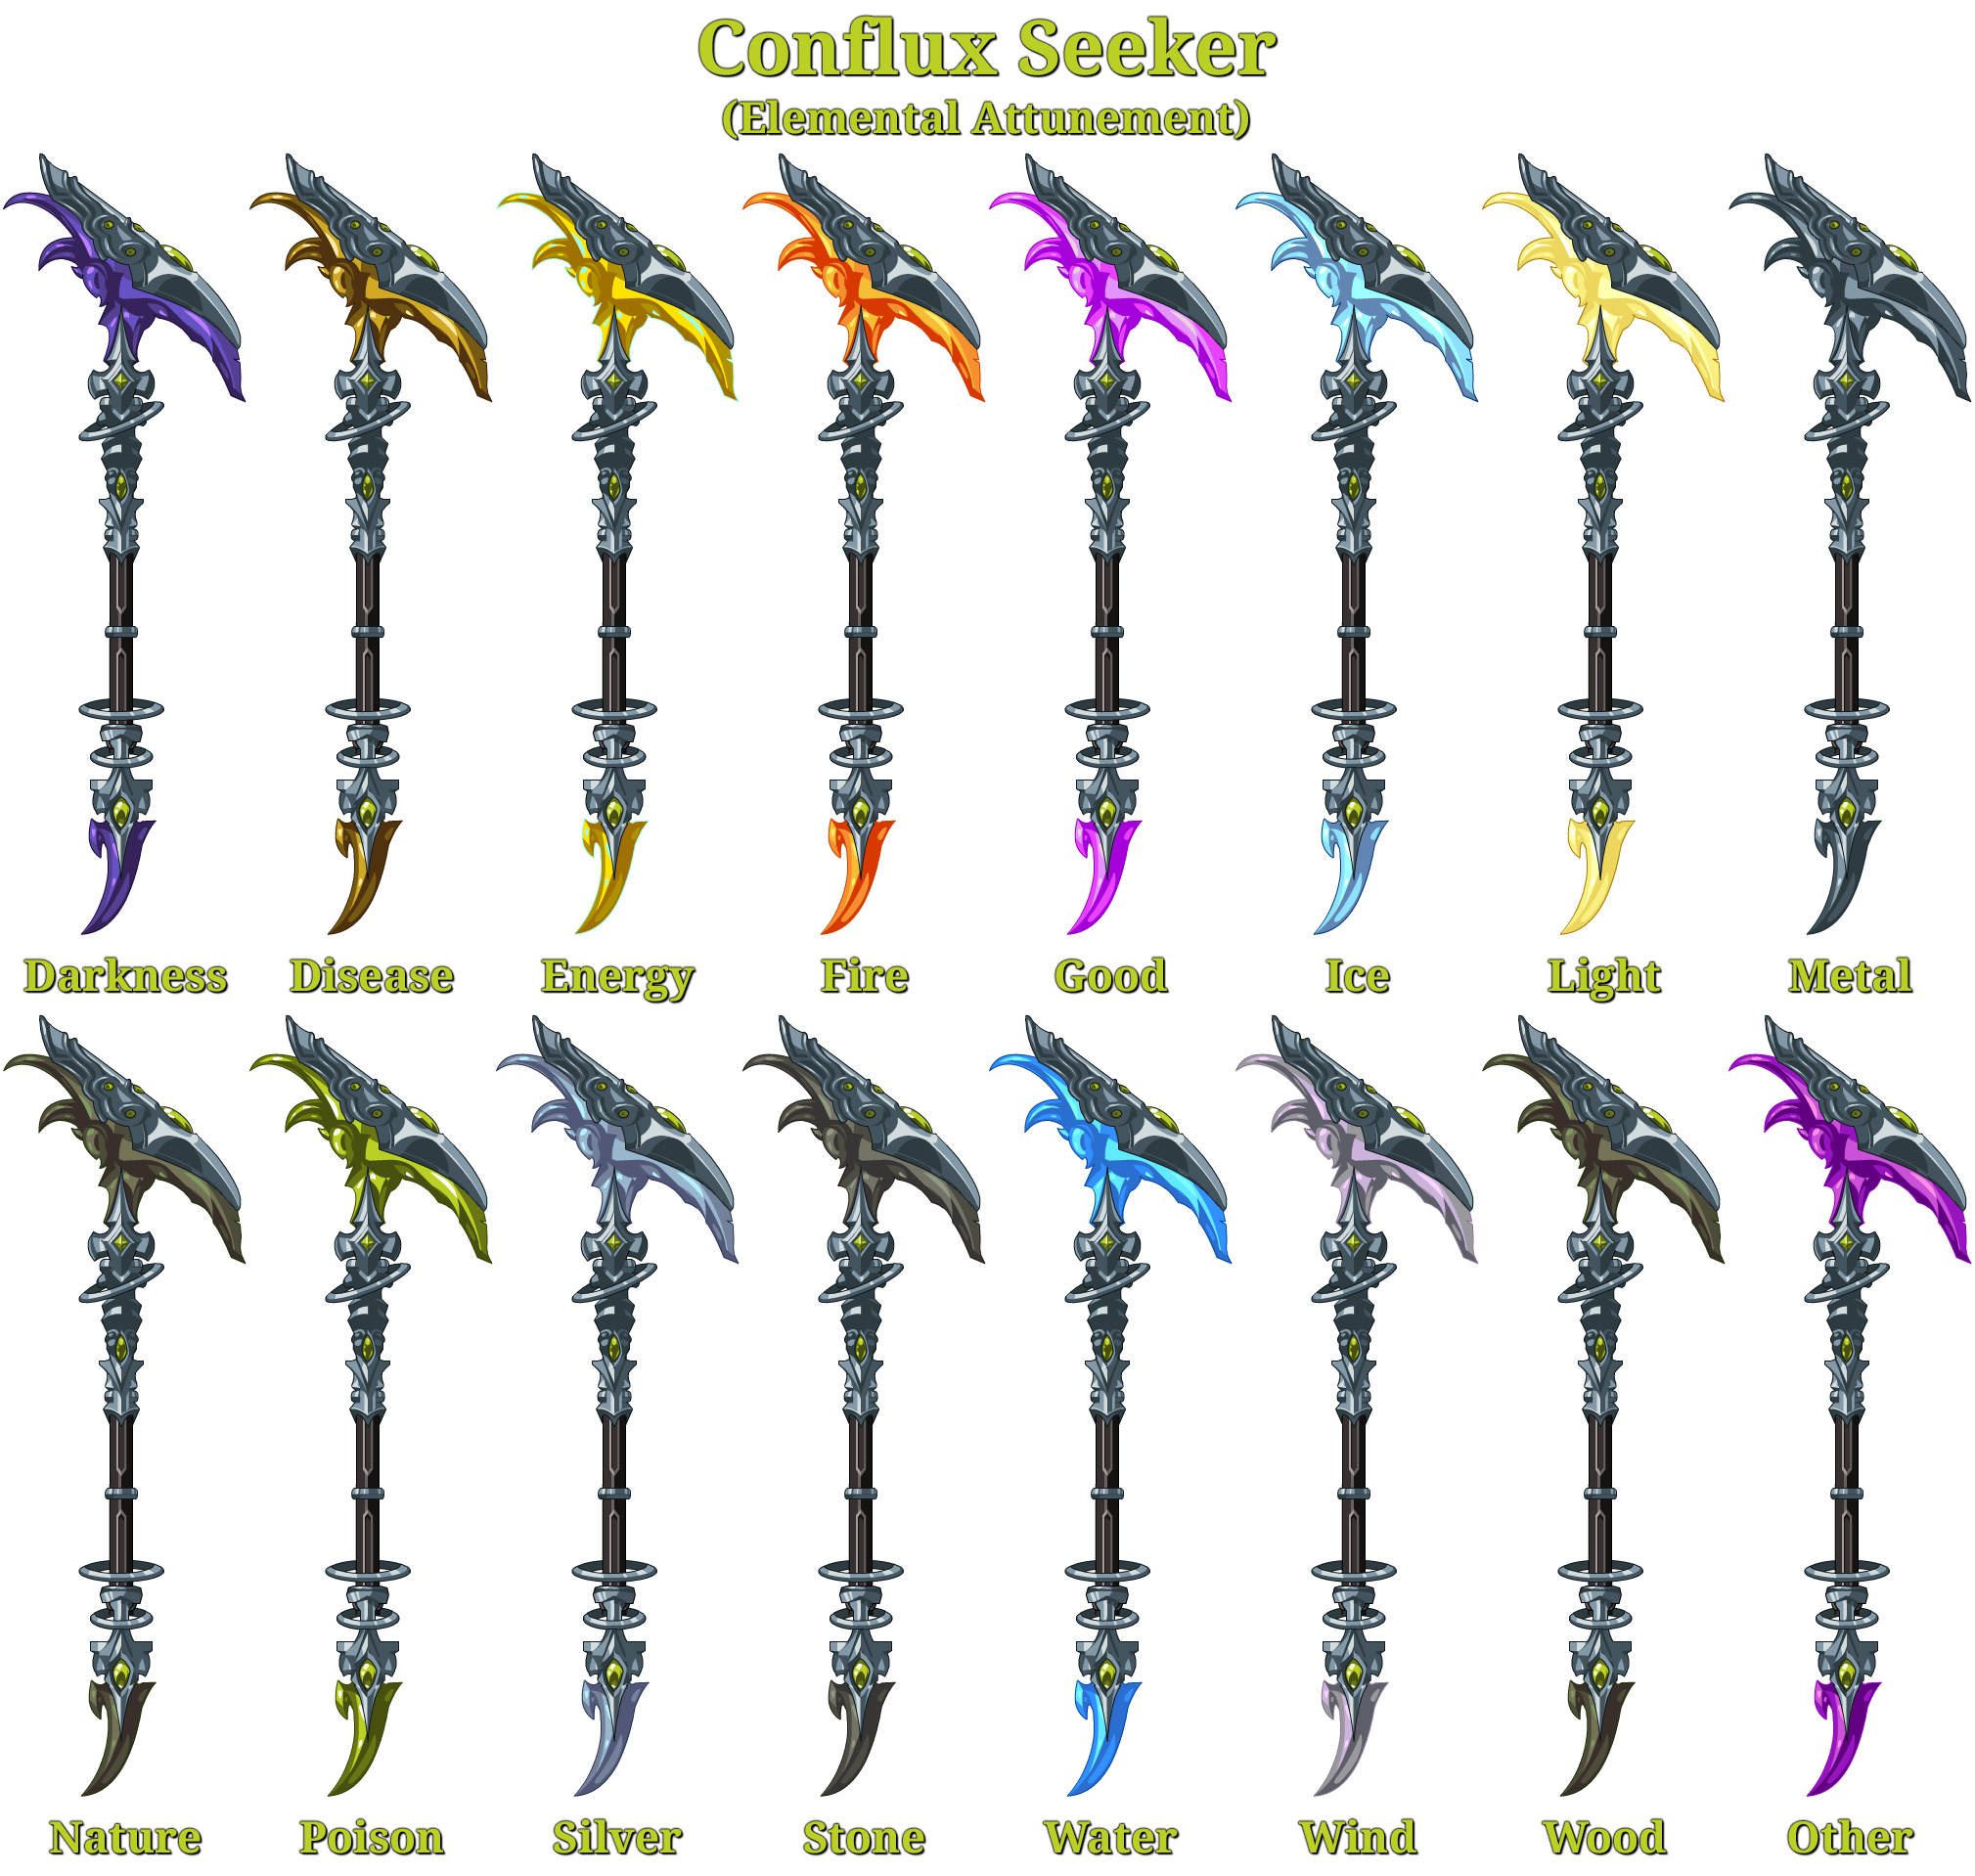 Conflux Seeker
(Elemental Attunement)
Darkness Disease Energy Fire Good Ice Light Metal
Nature Poison Silver Stone Water Wind Wood Other